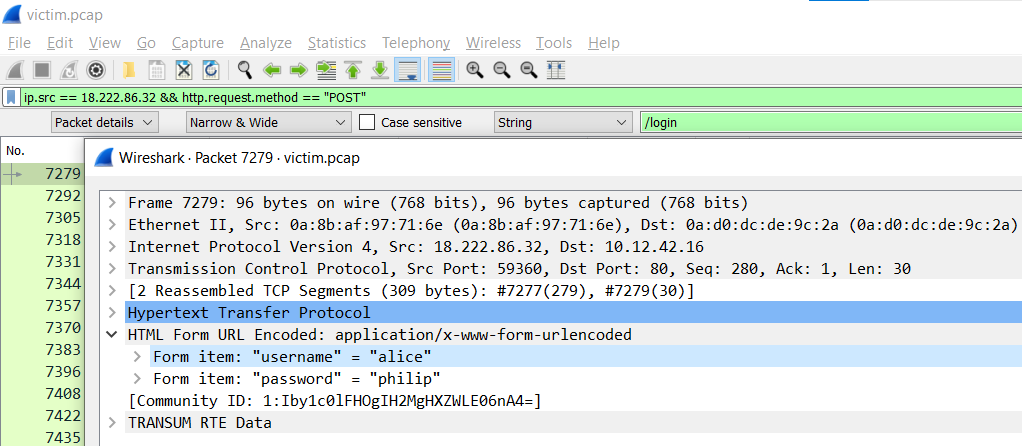 victim.pcap
File Edit View Go Capture Analyze Statistics Telephony Wireless Tools Help
ip.src == 18.222.86.32 && http.request.method == "POST"
Packet details Narrow & Wide Case sensitive String /login
No.
Wireshark · Packet 7279 · victim.pcap
7279
7292
7305
7318
7331
7344
7357
7370
7383
7396
7408
7422
7435
Frame 7279: 96 bytes on wire (768 bits), 96 bytes captured (768 bits)
Ethernet II, Src: 0a:8b:af:97:71:6e (0a:8b:af:97:71:6e), Dst: 0a:d0:dc:de:9c:2a (0a:d0:dc:de:9c:2a)
Internet Protocol Version 4, Src: 18.222.86.32, Dst: 10.12.42.16
Transmission Control Protocol, Src Port: 59360, Dst Port: 80, Seq: 280, Ack: 1, Len: 30
[2 Reassembled TCP Segments (309 bytes): #7277(279), #7279(30)]
Hypertext Transfer Protocol
HTML Form URL Encoded: application/x-www-form-urlencoded
Form item: "username" = "alice"
Form item: "password" = "philip"
[Community ID: 1:Iby1c0lFHOgIH2MgHXZWLE06nA4=]
TRANSUM RTE Data